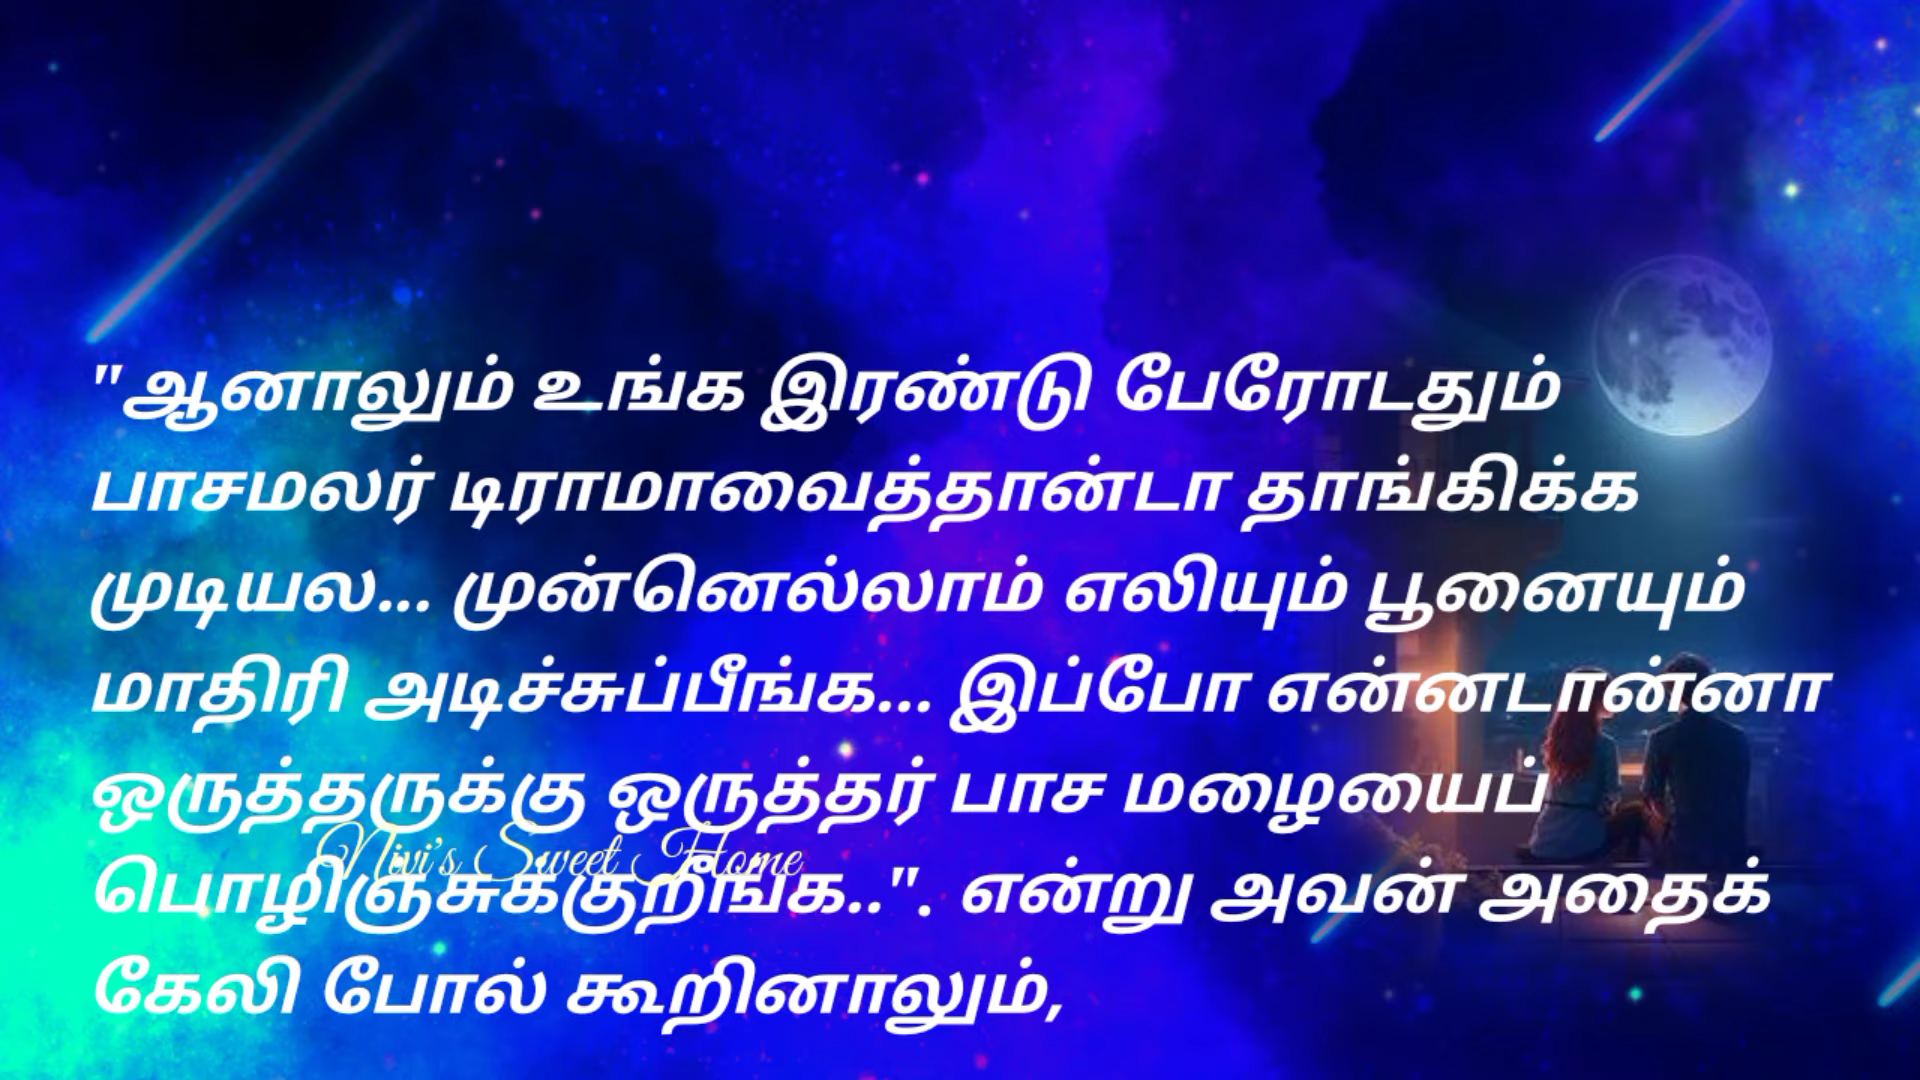 "ஆனாலும் உங்க இரண்டு பேரோடதும்
பாசமலர் டிராமாவைத்தான்டா தாங்கிக்க
முடியல... முன்னெல்லாம் எலியும் பூனையும்
மாதிரி அடிச்சுப்பீங்க... இப்போ என்னடான்னா
ஒருத்தருக்கு ஒருத்தர் பாச மழையைப்
Nivi's Sweet Home
பொழிஞ்சுக்குறீங்க..". என்று அவன் அதைக்
கேலி போல் கூறினாலும்,